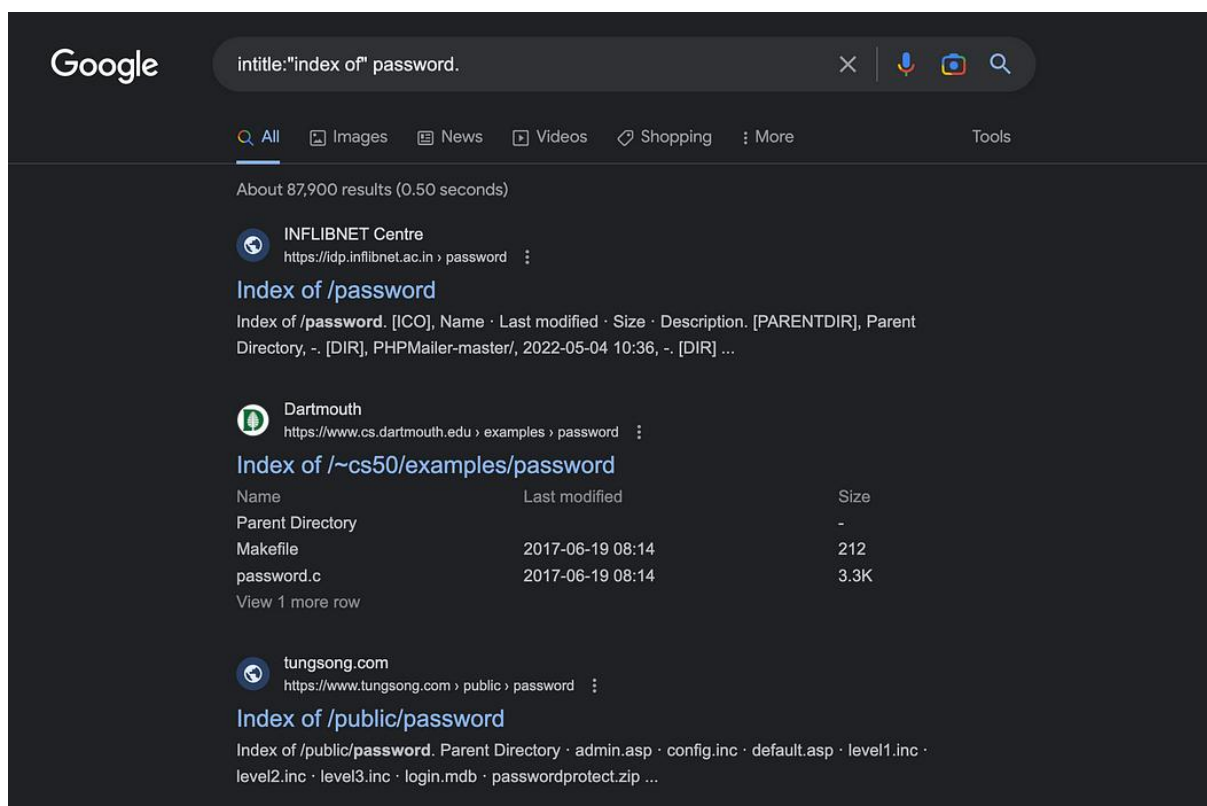 Google
intitle:"index of" password.
All Images News Videos Shopping More Tools
About 87,900 results (0.50 seconds)
INFLIBNET Centre
https://idp.inflibnet.ac.in › password
Index of /password
Index of /password. [ICO], Name · Last modified · Size · Description. [PARENTDIR], Parent
Directory, -. [DIR], PHPMailer-master/, 2022-05-04 10:36, -. [DIR] ...
Dartmouth
https://www.cs.dartmouth.edu › examples › password
Index of /~cs50/examples/password
Name Last modified Size
Parent Directory -
Makefile 2017-06-19 08:14 212
password.c 2017-06-19 08:14 3.3K
View 1 more row
tungsong.com
https://www.tungsong.com › public › password
Index of /public/password
Index of /public/password. Parent Directory · admin.asp · config.inc · default.asp · level1.inc ·
level2.inc · level3.inc · login.mdb · passwordprotect.zip ...